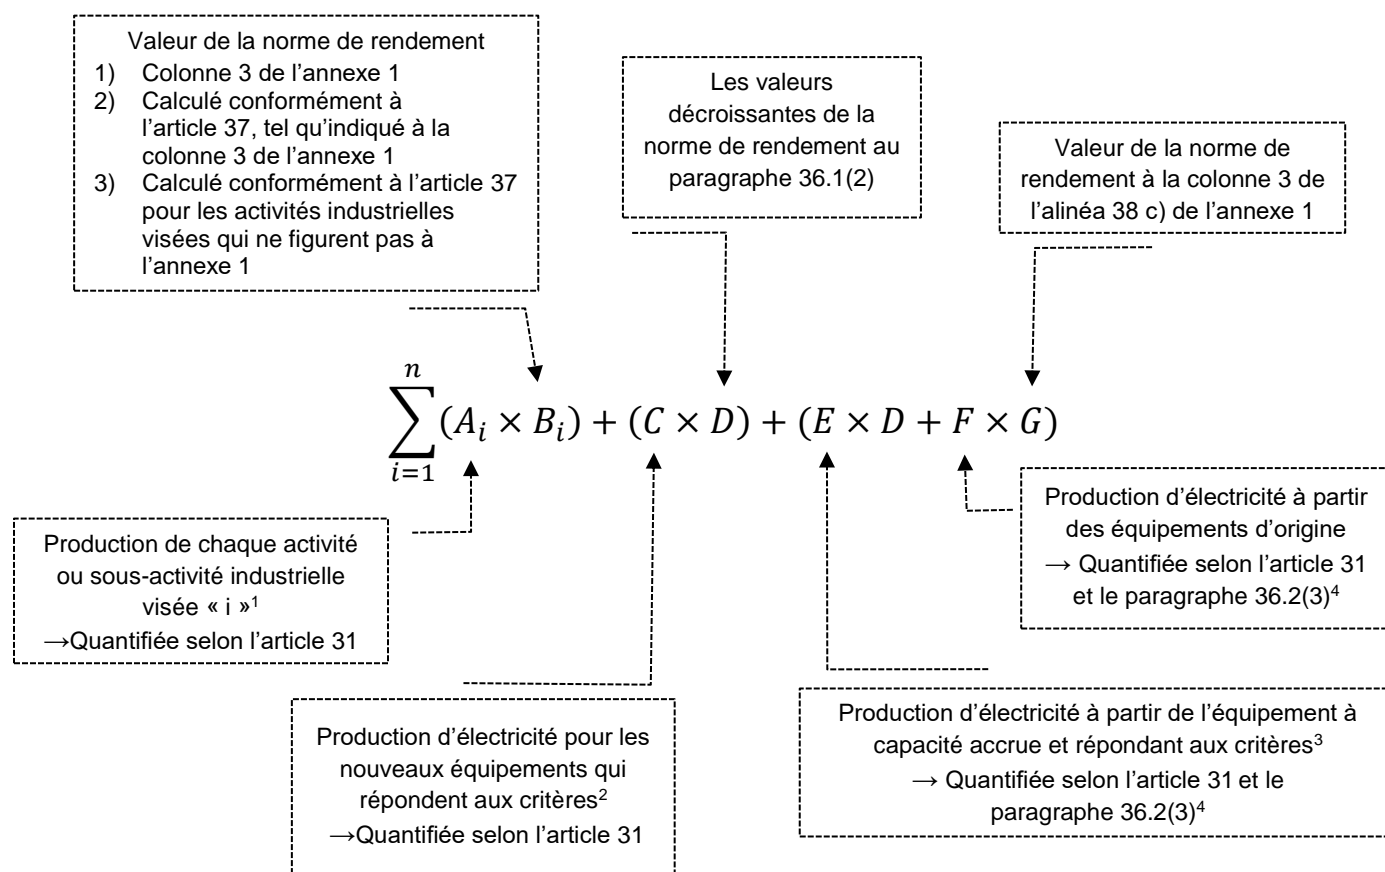 Valeur de la norme de rendement
1) Colonne 3 de l'annexe 1
2) Calculé conformément à
l'article 37, tel qu'indiqué à la
colonne 3 de l'annexe 1
3) Calculé conformément à l'article 37
pour les activités industrielles
visées qui ne figurent pas à
l'annexe 1
Les valeurs
décroissantes de la
norme de rendement au
paragraphe 36.1(2)
Valeur de la norme de
rendement à la colonne 3 de
l'alinéa 38 c) de l'annexe 1
n
∑(A_i × B_i) + (C × D) + (E × D + F × G)
i=1
Production de chaque activité
ou sous-activité industrielle
visée « i »¹
→Quantifiée selon l'article 31
Production d'électricité pour les
nouveaux équipements qui
répondent aux critères²
→Quantifiée selon l'article 31
Production d'électricité à partir
des équipements d'origine
→ Quantifiée selon l'article 31
et le paragraphe 36.2(3)⁴
Production d'électricité à partir de l'équipement à
capacité accrue et répondant aux critères³
→ Quantifiée selon l'article 31 et le
paragraphe 36.2(3)⁴